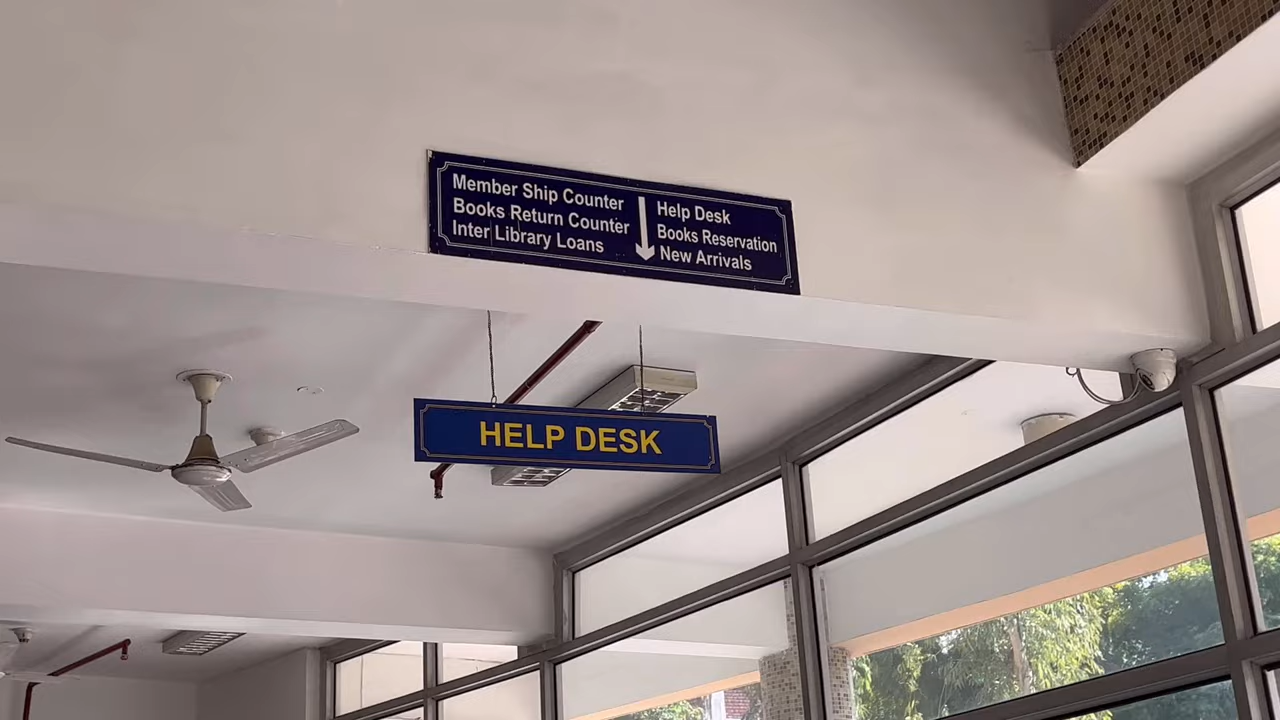 Member Ship Counter
Books Return Counter
Inter Library Loans
Help Desk
Books Reservation
New Arrivals
HELP DESK